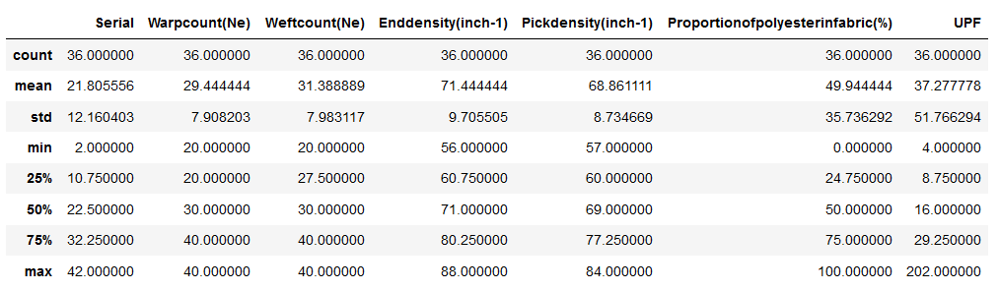 Serial Warpcount(Ne) Weftcount(Ne) Enddensity(inch-1) Pickdensity(inch-1) Proportionofpolyesterinfabric(%) UPF
count 36.000000 36.000000 36.000000 36.000000 36.000000 36.000000 36.000000
mean 21.805556 29.444444 31.388889 71.444444 68.861111 49.944444 37.277778
std 12.160403 7.908203 7.983117 9.705505 8.734669 35.736292 51.766294
min 2.000000 20.000000 20.000000 56.000000 57.000000 0.000000 4.000000
25% 10.750000 20.000000 27.500000 60.750000 60.000000 24.750000 8.750000
50% 22.500000 30.000000 30.000000 71.000000 69.000000 50.000000 16.000000
75% 32.250000 40.000000 40.000000 80.250000 77.250000 75.000000 29.250000
max 42.000000 40.000000 40.000000 88.000000 84.000000 100.000000 202.000000